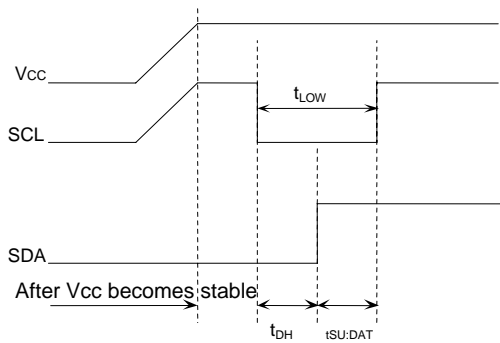 VCC
tLOW
SCL
SDA
After Vcc becomes stable
tDH
tSU:DAT